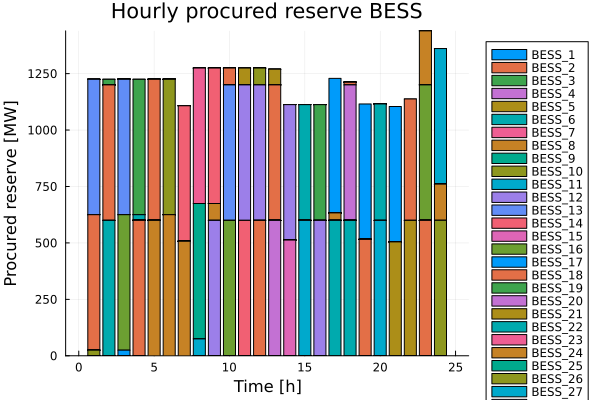 Hourly procured reserve BESS
Procured reserve [MW]
1250
1000
750
500
250
0
0 5 10 15 20 25
Time [h]
BESS_1
BESS_2
BESS_3
BESS_4
BESS_5
BESS_6
BESS_7
BESS_8
BESS_9
BESS_10
BESS_11
BESS_12
BESS_13
BESS_14
BESS_15
BESS_16
BESS_17
BESS_18
BESS_19
BESS_20
BESS_21
BESS_22
BESS_23
BESS_24
BESS_25
BESS_26
BESS_27